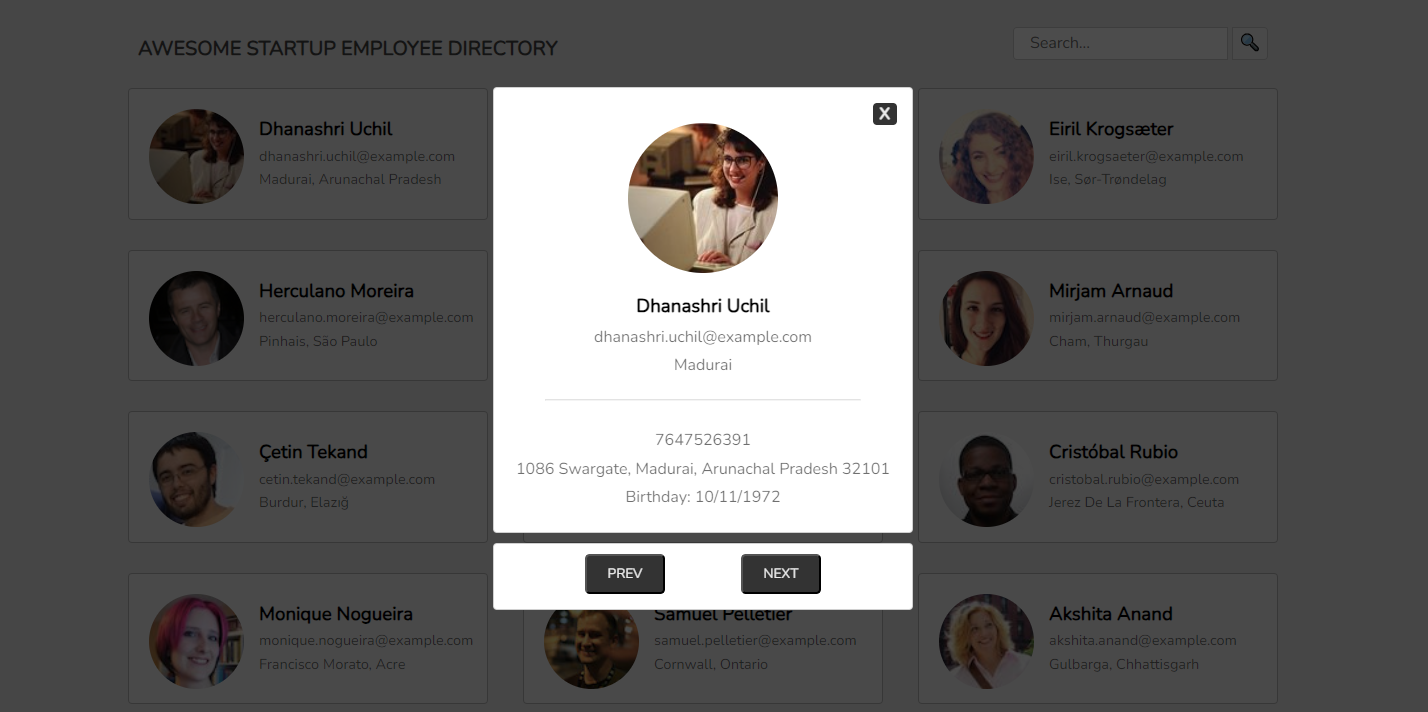 AWESOME STARTUP EMPLOYEE DIRECTORY
Search...
Dhanashri Uchil
dhanashri.uchil@example.com
Madurai, Arunachal Pradesh
X
Dhanashri Uchil
dhanashri.uchil@example.com
Madurai
7647526391
1086 Swargate, Madurai, Arunachal Pradesh 32101
Birthday: 10/11/1972
PREV
NEXT
Eiril Krogsæter
eiril.krogsaeter@example.com
Ise, Sør-Trøndelag
Herculano Moreira
herculano.moreira@example.com
Pinhais, São Paulo
Mirjam Arnaud
mirjam.arnaud@example.com
Cham, Thurgau
Çetin Tekand
cetin.tekand@example.com
Burdur, Elazığ
Cristóbal Rubio
cristobal.rubio@example.com
Jerez De La Frontera, Ceuta
Monique Nogueira
monique.nogueira@example.com
Francisco Morato, Acre
Samuel Pelletier
samuel.pelletier@example.com
Cornwall, Ontario
Akshita Anand
akshita.anand@example.com
Gulbarga, Chhattisgarh